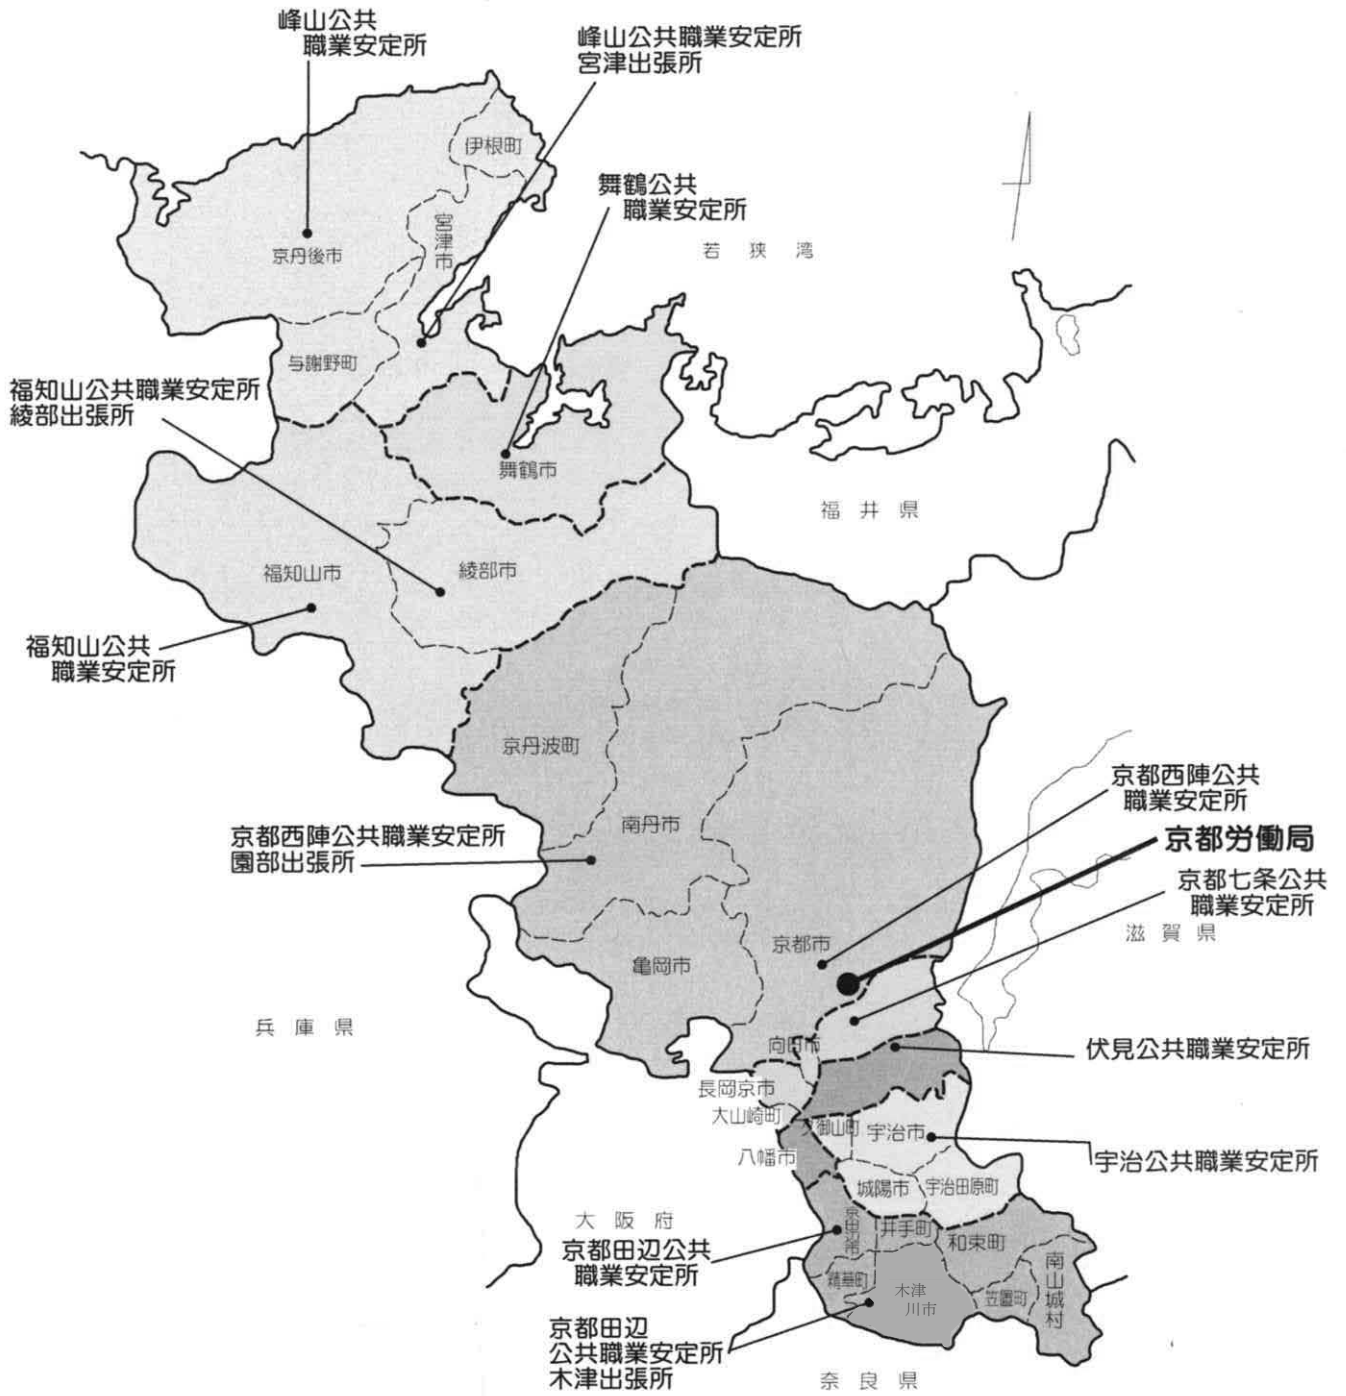 峰山公共
職業安定所
峰山公共職業安定所
宮津出張所
伊根町
舞鶴公共
職業安定所
宮津市
若狭湾
京丹後市
与謝野町
福知山公共職業安定所
綾部出張所
舞鶴市
福井県
福知山市
綾部市
福知山公共
職業安定所
京丹波町
京都西陣公共
職業安定所
南丹市
京都西陣公共職業安定所
園部出張所
京都労働局
京都七条公共
職業安定所
滋賀県
京都市
亀岡市
兵庫県
向日市
伏見公共職業安定所
長岡京市
大山崎町
久御山町
宇治市
八幡市
宇治公共職業安定所
城陽市
宇治田原町
大阪府
京田辺市
井手町
和束町
京都田辺公共
職業安定所
南山城村
精華町
木津
川市
笠置町
京都田辺
公共職業安定所
木津出張所
奈良県